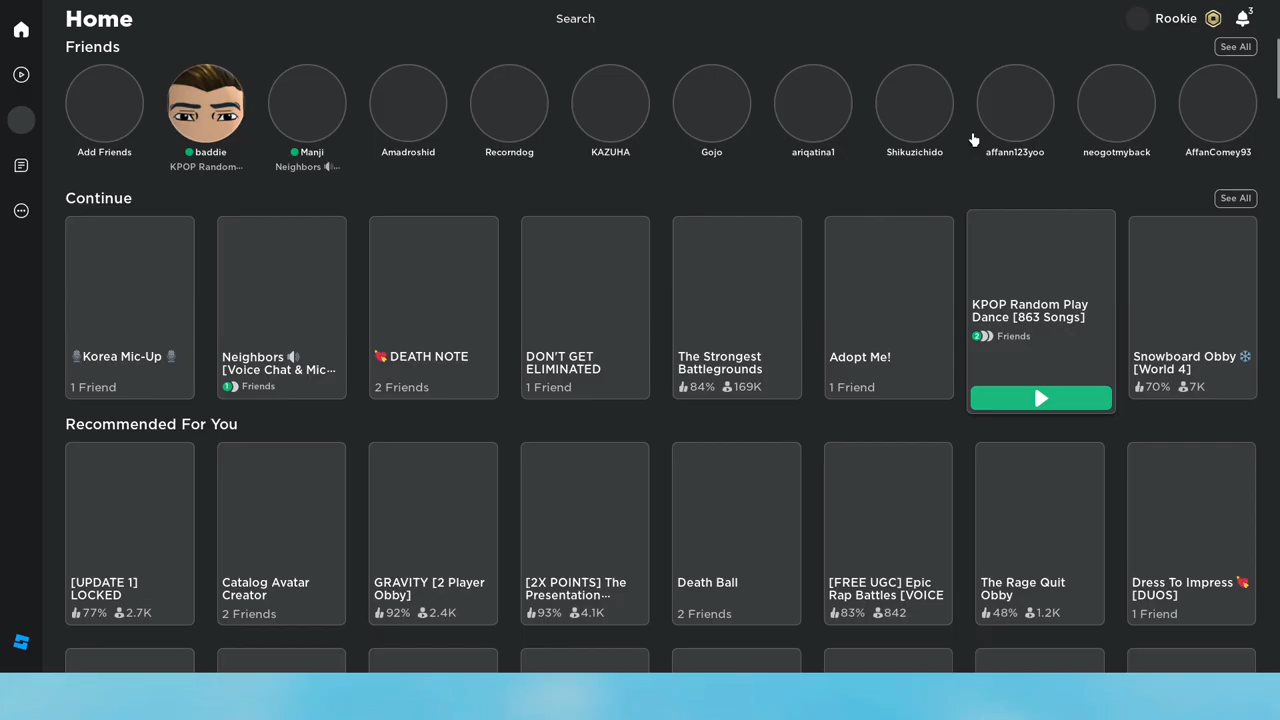 Home
Search
Rookie
3
Friends
See All
Add Friends
baddie
KPOP Random...
Manji
Neighbors 🔊...
Amadroshid
Recorndog
KAZUHA
Gojo
ariqatina1
Shikuzichido
affann123yoo
neogotmyback
AffanComey93
Continue
See All
🎙️Korea Mic-Up 🎙️
1 Friend
Neighbors 🔊
[Voice Chat & Mic...
1 Friends
💘 DEATH NOTE
2 Friends
DON'T GET
ELIMINATED
1 Friend
The Strongest
Battlegrounds
84% 169K
Adopt Me!
1 Friend
KPOP Random Play
Dance [863 Songs]
2 Friends
Snowboard Obby ❄️
[World 4]
70% 7K
Recommended For You
[UPDATE 1]
LOCKED
77% 2.7K
Catalog Avatar
Creator
2 Friends
GRAVITY [2 Player
Obby]
92% 2.4K
[2X POINTS] The
Presentation...
93% 4.1K
Death Ball
2 Friends
[FREE UGC] Epic
Rap Battles [VOICE
83% 842
The Rage Quit
Obby
48% 1.2K
Dress To Impress 💘
[DUOS]
1 Friend